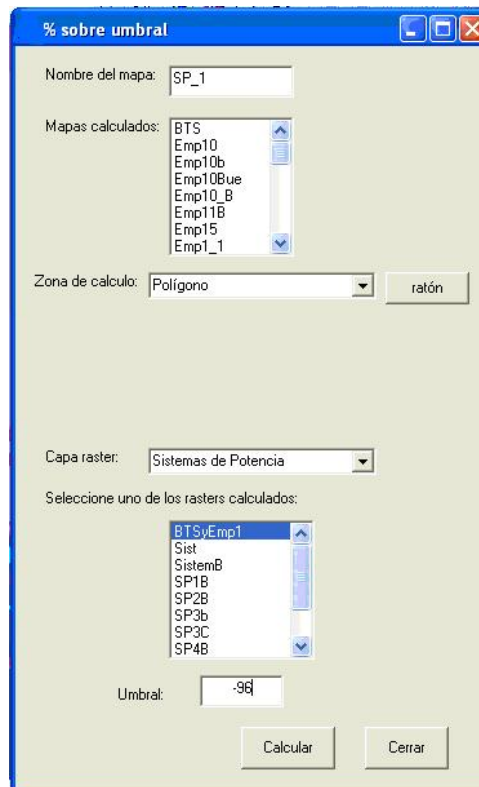 % sobre umbral
Nombre del mapa: SP_1
Mapas calculados: BTS
Emp10
Emp10b
Emp10Bue
Emp10_B
Emp11B
Emp15
Emp1_1
Zona de calculo: Polígono ratón
Capa raster: Sistemas de Potencia
Seleccione uno de los rasters calculados:
BTSyEmp1
Sist
SistemB
SP1B
SP2B
SP3b
SP3C
SP4B
Umbral: -96
Calcular Cerrar